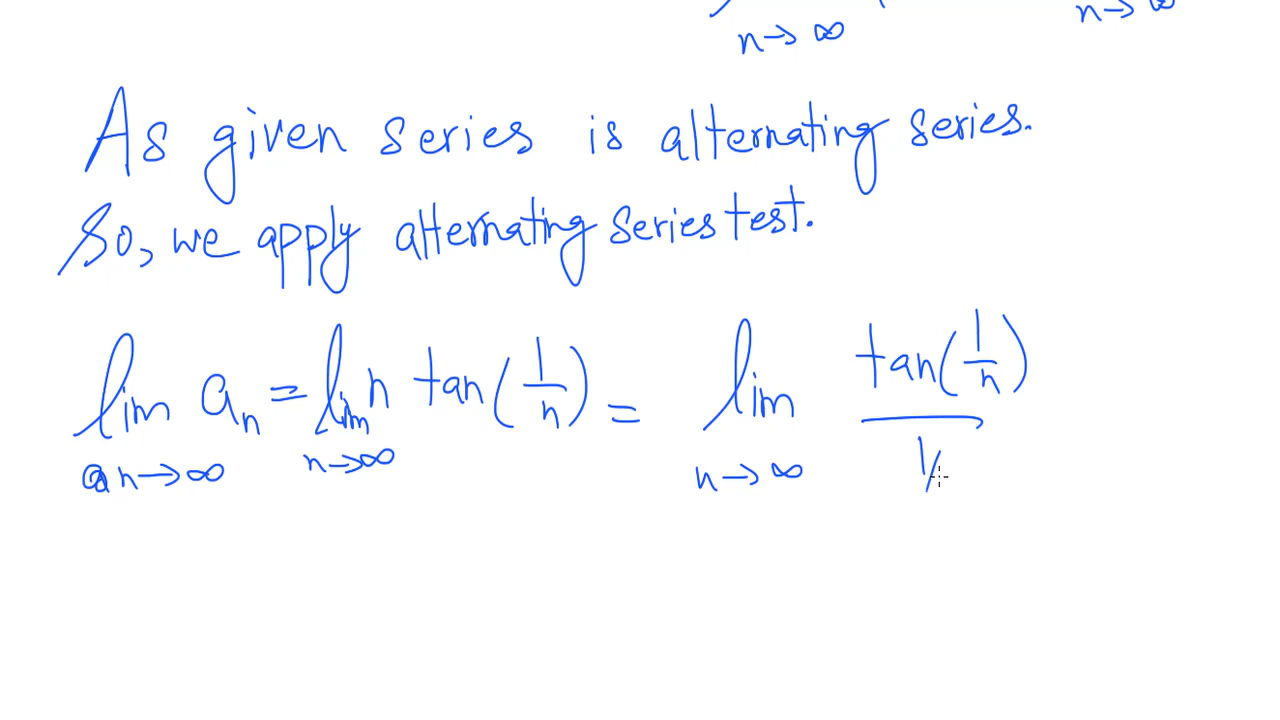 n→∞ n→∞
As given series is alternating series.
So, we apply alternating series test.
lim a_n = lim n tan(1/n) = lim tan(1/n) / 1/
n→∞ n→∞ n→∞